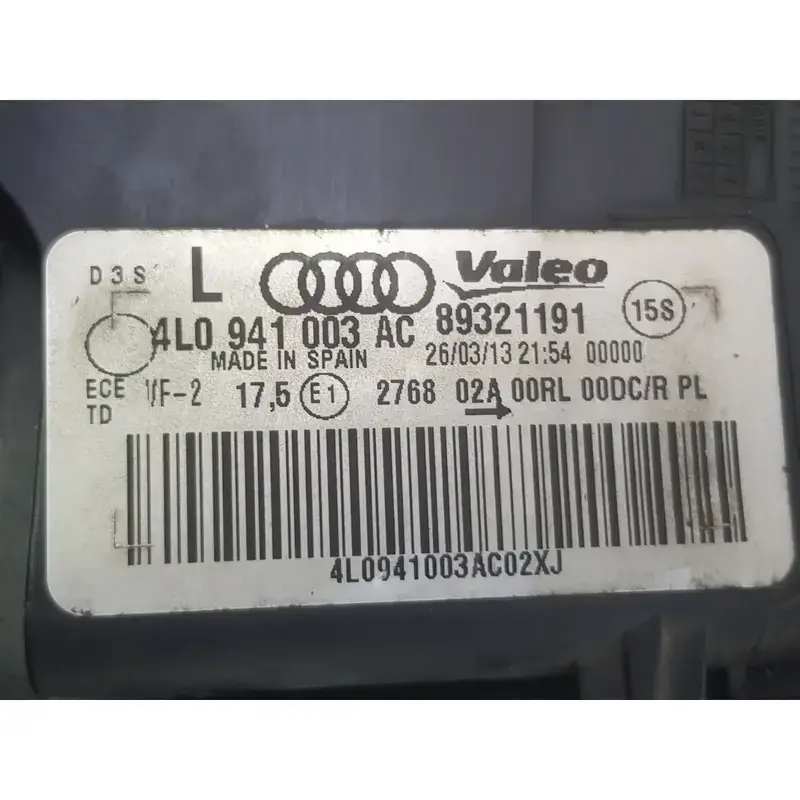 D3S L Valeo
4L0 941 003 AC 89321191 15S
MADE IN SPAIN 26/03/13 21:54 00000
ECE VF-2 17,5 E1 2768 02A 00RL 00DC/R PL
TD
4L0941003AC02XJ